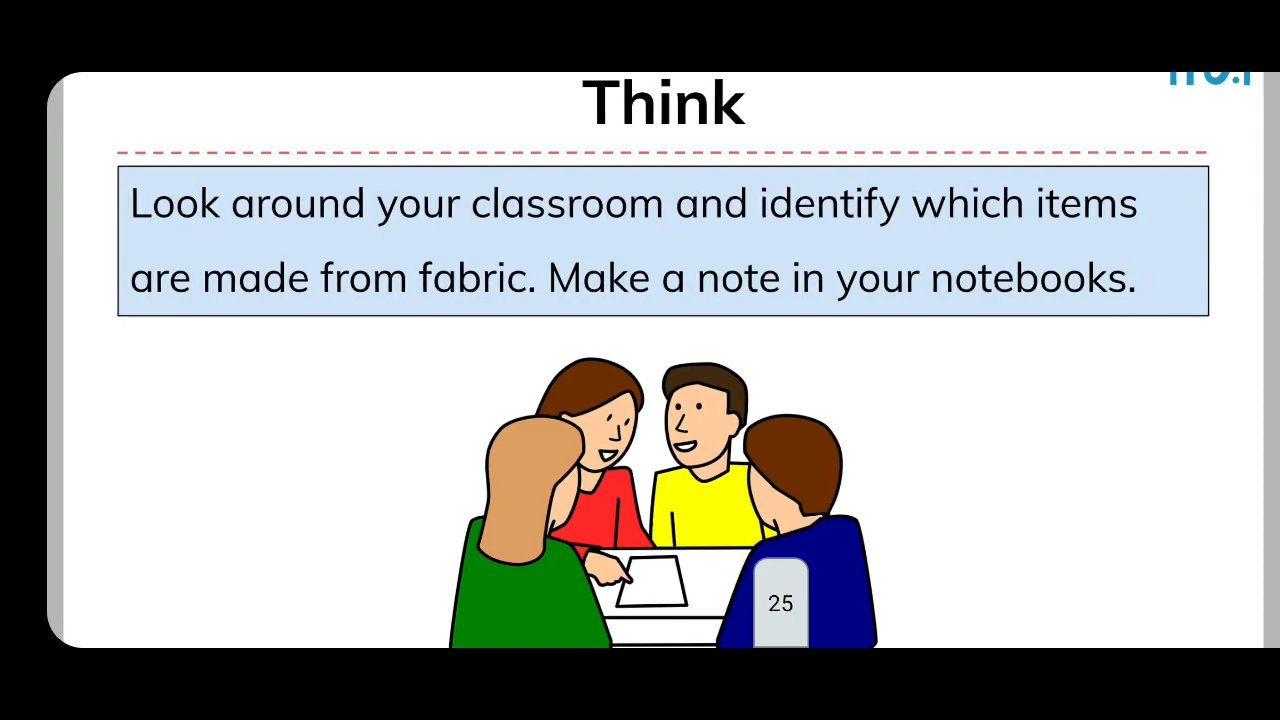 Think
Look around your classroom and identify which items
are made from fabric. Make a note in your notebooks.
25